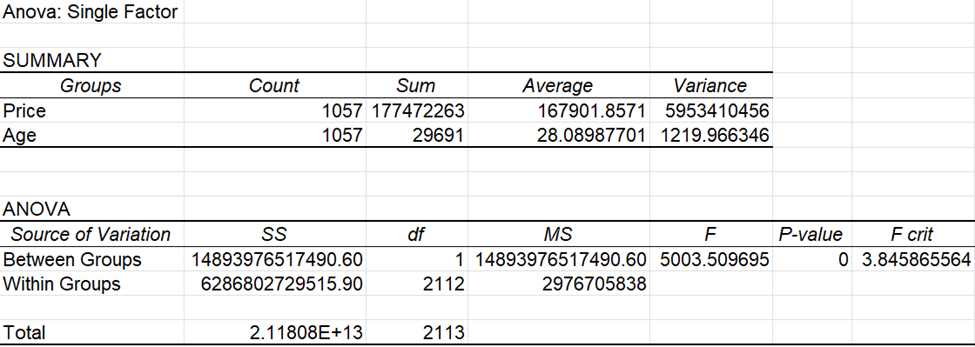 Anova: Single Factor
SUMMARY
Groups Count Sum Average Variance
Price 1057 177472263 167901.8571 5953410456
Age 1057 29691 28.08987701 1219.966346
ANOVA
Source of Variation SS df MS F P-value F crit
Between Groups 14893976517490.60 1 14893976517490.60 5003.509695 0 3.845865564
Within Groups 6286802729515.90 2112 2976705838
Total 2.11808E+13 2113